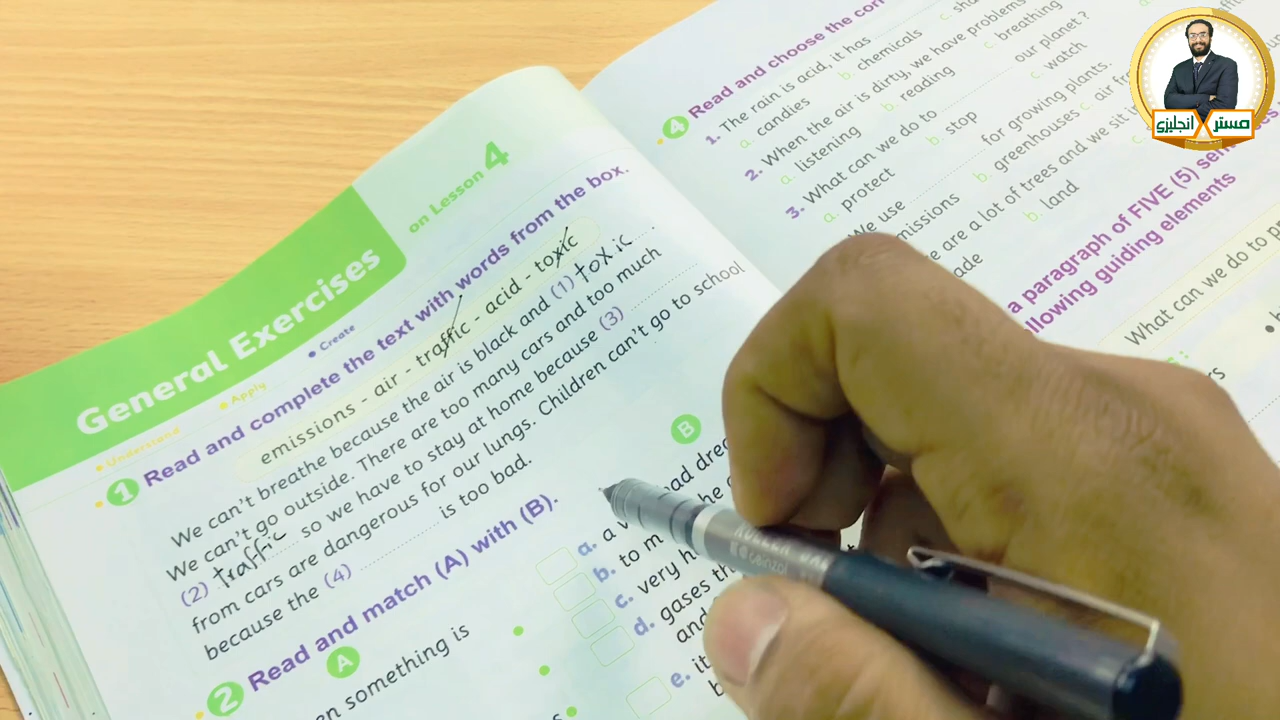 General Exercises
on Lesson 4
• Understand • Apply • Create
1 Read and complete the text with words from the box.
emissions - air - traffic - acid - toxic
We can't breathe because the air is black and (1) toxic .
We can't go outside. There are too many cars and too much
(2) traffic so we have to stay at home because (3)
from cars are dangerous for our lungs. Children can't go to school
because the (4) is too bad.
2 Read and match (A) with (B).
A
B
en something is
a. a
b. to m
c. very h
d. gases th
and
e. it
b
4 Read and choose the cor
1. The rain is acid, it has
a. candies b. chemicals c. sha
2. When the air is dirty, we have problems
a. listening b. reading c breathing
3. What can we do to our planet ?
a. protect b stop c watch
We use for growing plants.
missions b. greenhouses c air fr
e are a lot of trees and we sit
ade b. land
a paragraph of FIVE (5) sent
llowing guiding elements
What can we do to p
مستر X انجليزي